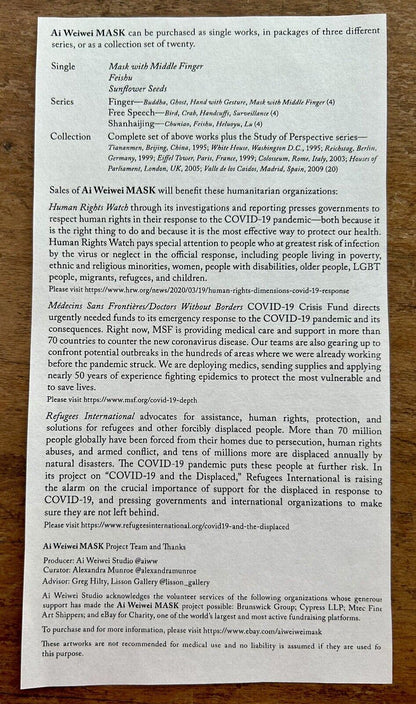 Ai Weiwei MASK can be purchased as single works, in packages of three different
series, or as a collection set of twenty.
Single Mask with Middle Finger
Feishu
Sunflower Seeds
Series Finger—Buddha, Ghost, Hand with Gesture, Mask with Middle Finger (4)
Free Speech—Bird, Crab, Handcuffs, Surveillance (4)
Shanhaijing—Chuniao, Feishu, Heluoyu, Lu (4)
Collection Complete set of above works plus the Study of Perspective series—
Tiananmen, Beijing, China, 1995; White House, Washington D.C., 1995; Reichstag, Berlin,
Germany, 1999; Eiffel Tower, Paris, France, 1999; Colosseum, Rome, Italy, 2003; Houses of
Parliament, London, UK, 2005; Valle de los Caidos, Madrid, Spain, 2009 (20)
Sales of Ai Weiwei MASK will benefit these humanitarian organizations:
Human Rights Watch through its investigations and reporting presses governments to
respect human rights in their response to the COVID-19 pandemic—both because it
is the right thing to do and because it is the most effective way to protect our health.
Human Rights Watch pays special attention to people who at greatest risk of infection
by the virus or neglect in the official response, including people living in poverty,
ethnic and religious minorities, women, people with disabilities, older people, LGBT
people, migrants, refugees, and children.
Please visit https://www.hrw.org/news/2020/03/19/human-rights-dimensions-covid-19-response
Médecins Sans Frontières/Doctors Without Borders COVID-19 Crisis Fund directs
urgently needed funds to its emergency response to the COVID-19 pandemic and its
consequences. Right now, MSF is providing medical care and support in more than
70 countries to counter the new coronavirus disease. Our teams are also gearing up to
confront potential outbreaks in the hundreds of areas where we were already working
before the pandemic struck. We are deploying medics, sending supplies and applying
nearly 50 years of experience fighting epidemics to protect the most vulnerable and
to save lives.
Please visit https://www.msf.org/covid-19-depth
Refugees International advocates for assistance, human rights, protection, and
solutions for refugees and other forcibly displaced people. More than 70 million
people globally have been forced from their homes due to persecution, human rights
abuses, and armed conflict, and tens of millions more are displaced annually by
natural disasters. The COVID-19 pandemic puts these people at further risk. In
its project on "COVID-19 and the Displaced," Refugees International is raising
the alarm on the crucial importance of support for the displaced in response to
COVID-19, and pressing governments and international organizations to make
sure they are not left behind.
Please visit https://www.refugeesinternational.org/covid19-and-the-displaced
Ai Weiwei MASK Project Team and Thanks
Producer: Ai Weiwei Studio @aiww
Curator: Alexandra Munroe @alexandramunroe
Advisor: Greg Hilty, Lisson Gallery @lisson_gallery
Ai Weiwei Studio acknowledges the volunteer services of the following organizations whose generous
support has made the Ai Weiwei MASK project possible: Brunswick Group; Cypress LLP; Mtec Fine
Art Shippers; and eBay for Charity, one of the world's largest and most active fundraising platforms.
To purchase and for more information, please visit https://www.ebay.com/aiweiweimask
These artworks are not recommended for medical use and no liability is assumed if they are used fo
this purpose.